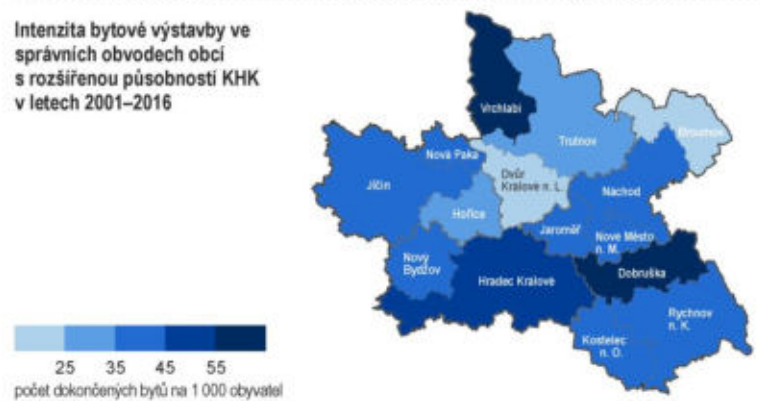 Intenzita bytové výstavby ve
správních obvodech obcí
s rozšířenou působností KHK
v letech 2001–2016
Vrchlabí
Trutnov
Broumov
Nová Paka
Dvůr
Králové n. L.
Jičín
Náchod
Hořice
Jaroměř
Nové Město
n. M.
Nový
Bydžov
Hradec Králové
Dobruška
Rychnov
n. K.
Kostelec
n. O.
25 35 45 55
počet dokončených bytů na 1 000 obyvatel